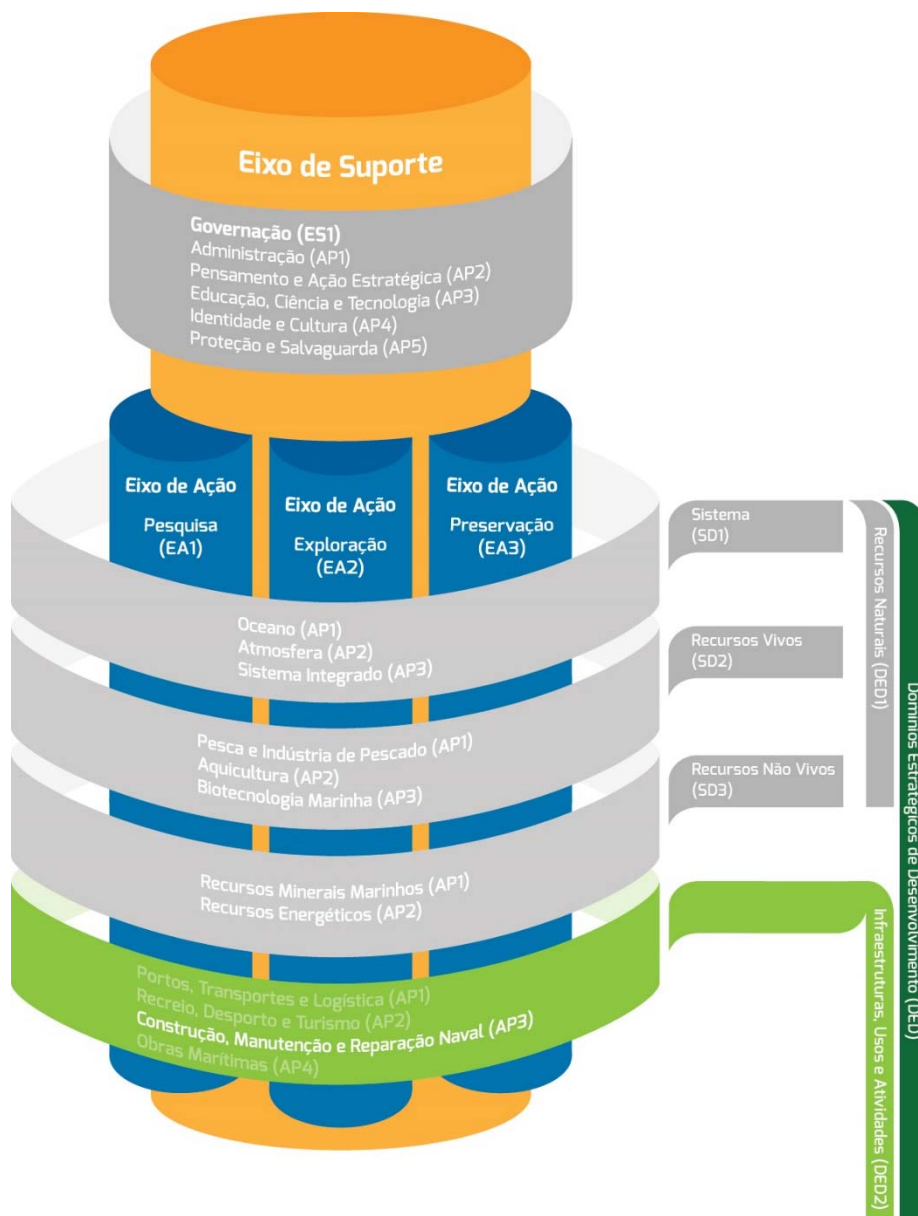 Eixo de Suporte
Governação (ES1)
Administração (AP1)
Pensamento e Ação Estratégica (AP2)
Educação, Ciência e Tecnologia (AP3)
Identidade e Cultura (AP4)
Proteção e Salvaguarda (AP5)
Eixo de Ação
Pesquisa
(EA1)
Eixo de Ação
Exploração
(EA2)
Eixo de Ação
Preservação
(EA3)
Oceano (AP1)
Atmosfera (AP2)
Sistema Integrado (AP3)
Sistema
(SD1)
Pesca e Indústria de Pescado (AP1)
Aquicultura (AP2)
Biotecnologia Marinha (AP3)
Recursos Vivos
(SD2)
Recursos Minerais Marinhos (AP1)
Recursos Energéticos (AP2)
Recursos Não Vivos
(SD3)
Portos, Transportes e Logística (AP1)
Recreio, Desporto e Turismo (AP2)
Construção, Manutenção e Reparação Naval (AP3)
Obras Marítimas (AP4)
Recursos Naturais (DED1)
Infraestruturas, Usos e Atividades (DED2)
Domínios Estratégicos de Desenvolvimento (DED)